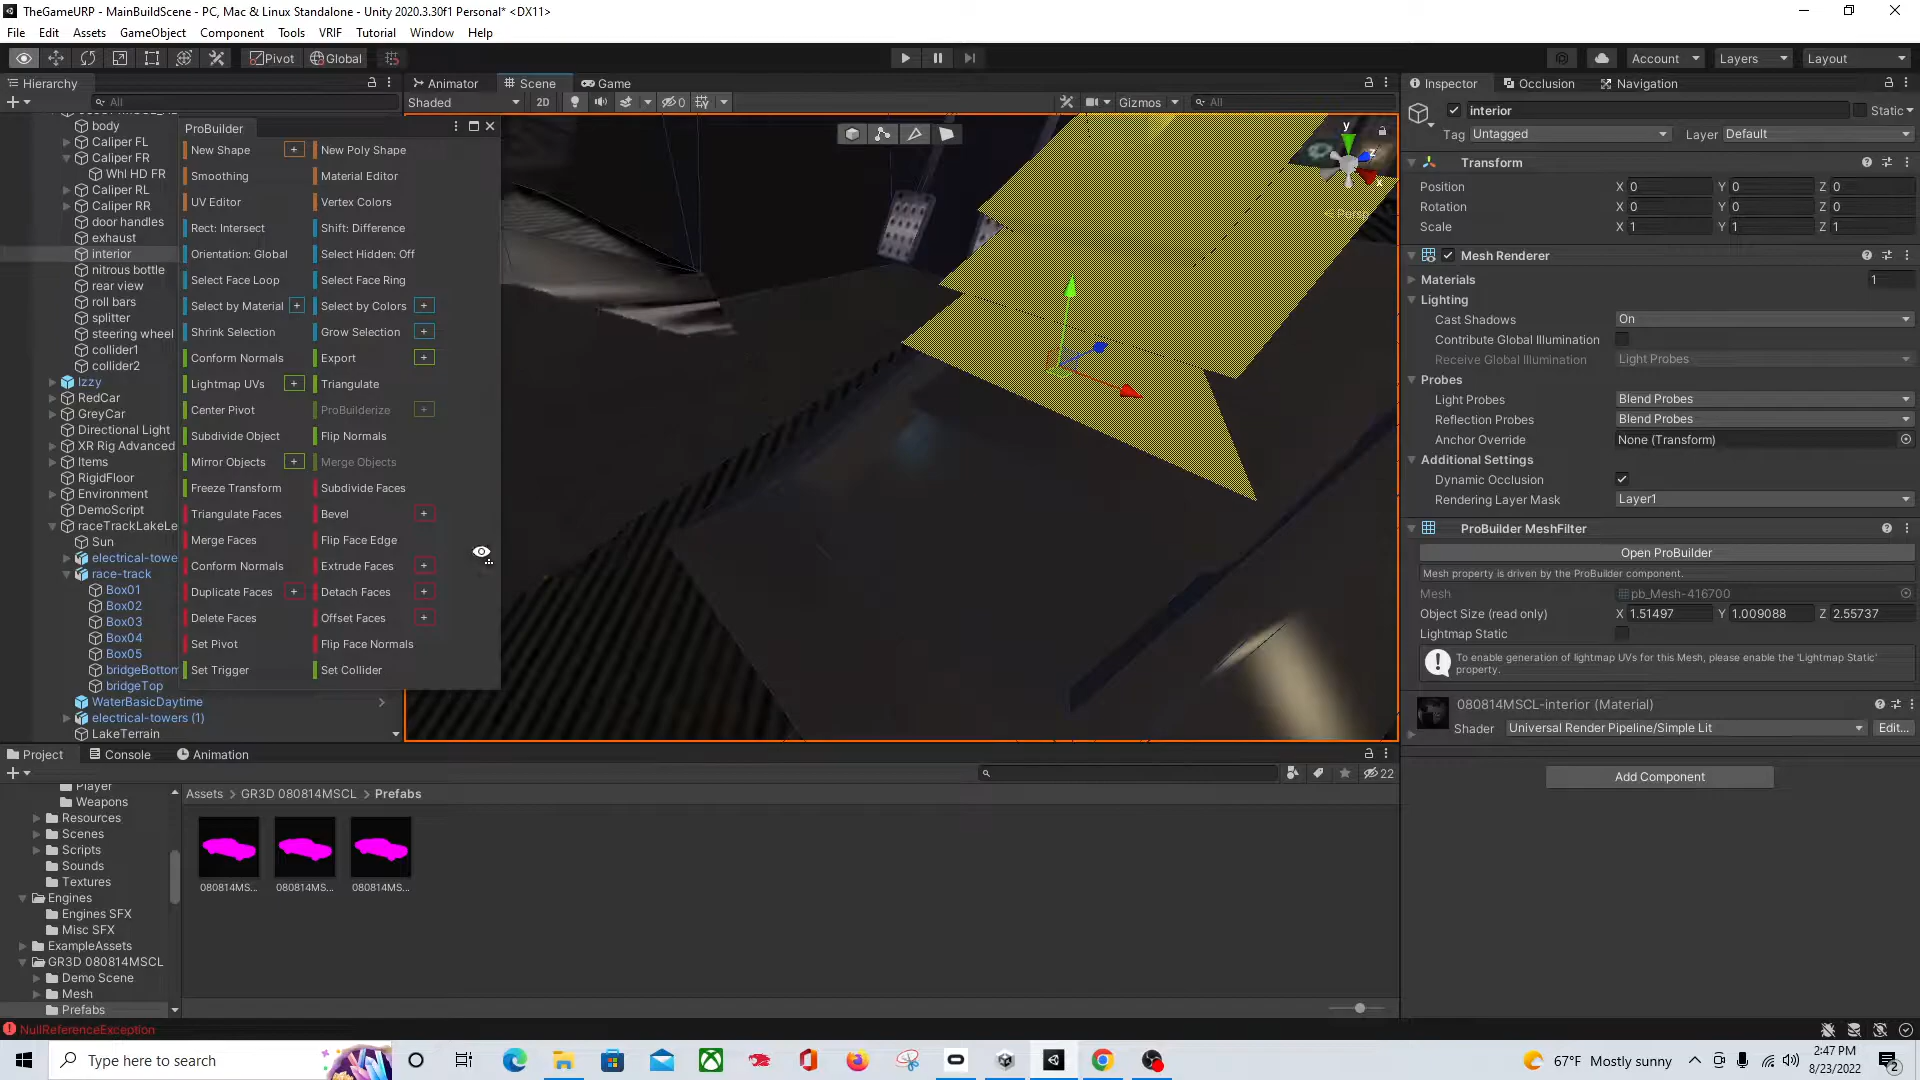 TheGameURP - MainBuildScene - PC, Mac & Linux Standalone - Unity 2020.3.30f1 Personal* <DX11>
File Edit Assets GameObject Component Tools VRIF Tutorial Window Help
Pivot Global Account Layers Layout
Hierarchy Animator Scene Game Inspector Occlusion Navigation
All Shaded 2D 0 Gizmos All
interior Static
Tag Untagged Layer Default
body
Caliper FL
Caliper FR
Whl HD FR
Caliper RL
Caliper RR
door handles
exhaust
interior
nitrous bottle
rear view
roll bars
splitter
steering wheel
collider1
collider2
Izzy
RedCar
GreyCar
Directional Light
XR Rig Advanced
Items
RigidFloor
Environment
DemoScript
raceTrackLakeLe
Sun
electrical-towe
race-track
Box01
Box02
Box03
Box04
Box05
bridgeBottom
bridgeTop
WaterBasicDaytime
electrical-towers (1)
LakeTerrain
ProBuilder
New Shape + New Poly Shape
Smoothing Material Editor
UV Editor Vertex Colors
Rect: Intersect Shift: Difference
Orientation: Global Select Hidden: Off
Select Face Loop Select Face Ring
Select by Material + Select by Colors +
Shrink Selection Grow Selection +
Conform Normals Export +
Lightmap UVs + Triangulate
Center Pivot ProBuilderize +
Subdivide Object Flip Normals
Mirror Objects + Merge Objects
Freeze Transform Subdivide Faces
Triangulate Faces Bevel +
Merge Faces Flip Face Edge
Conform Normals Extrude Faces +
Duplicate Faces + Detach Faces +
Delete Faces Offset Faces +
Set Pivot Flip Face Normals
Set Trigger Set Collider
y
z
x
Persp
Transform
Position X 0 Y 0 Z 0
Rotation X 0 Y 0 Z 0
Scale X 1 Y 1 Z 1
Mesh Renderer
Materials 1
Lighting
Cast Shadows On
Contribute Global Illumination
Receive Global Illumination Light Probes
Probes
Light Probes Blend Probes
Reflection Probes Blend Probes
Anchor Override None (Transform)
Additional Settings
Dynamic Occlusion
Rendering Layer Mask Layer1
ProBuilder MeshFilter
Open ProBuilder
Mesh property is driven by the ProBuilder component.
Mesh pb_Mesh-416700
Object Size (read only) X 1.51497 Y 1.009088 Z 2.55737
Lightmap Static
To enable generation of lightmap UVs for this Mesh, please enable the 'Lightmap Static' property.
080814MSCL-interior (Material)
Shader Universal Render Pipeline/Simple Lit Edit...
Add Component
Project Console Animation
22
Player
Weapons
Resources
Scenes
Scripts
Sounds
Textures
Engines
Engines SFX
Misc SFX
ExampleAssets
GR3D 080814MSCL
Demo Scene
Mesh
Prefabs
Assets > GR3D 080814MSCL > Prefabs
080814MS... 080814MS... 080814MS...
NullReferenceException
Type here to search
67°F Mostly sunny
2:47 PM
8/23/2022
2